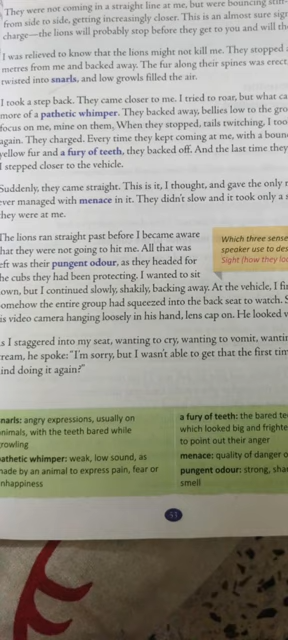 They were not coming in a straight line at me, but were bouncing stiff-
from side to side, getting increasingly closer. This is an almost sure sign
charge—the lions will probably stop before they get to you and will th
I was relieved to know that the lions might not kill me. They stopped a
metres from me and backed away. The fur along their spines was erect,
twisted into snarls, and low growls filled the air.
I took a step back. They came closer to me. I tried to roar, but what ca
more of a pathetic whimper. They backed away, bellies low to the gro
focus on me, mine on them, When they stopped, tails twitching, I too
again. They charged. Every time they kept coming at me, with a boun
yellow fur and a fury of teeth, they backed off. And the last time they
I stepped closer to the vehicle.
Suddenly, they came straight. This is it, I thought, and gave the only r
ever managed with menace in it. They didn't slow and it took only a s
they were at me.
The lions ran straight past before I became aware
that they were not going to hit me. All that was
left was their pungent odour, as they headed for
the cubs they had been protecting. I wanted to sit
own, but I continued slowly, shakily, backing away. At the vehicle, I fi
omehow the entire group had squeezed into the back seat to watch. S
is video camera hanging loosely in his hand, lens cap on. He looked w
Which three sense
speaker use to des
Sight (how they loo
s I staggered into my seat, wanting to cry, wanting to vomit, wantin
ream, he spoke: "I'm sorry, but I wasn't able to get that the first tim
ind doing it again?"
narls: angry expressions, usually on
nimals, with the teeth bared while
rowling
athetic whimper: weak, low sound, as
nade by an animal to express pain, fear or
nhappiness
a fury of teeth: the bared te
which looked big and frighte
to point out their anger
menace: quality of danger o
pungent odour: strong, sha
smell